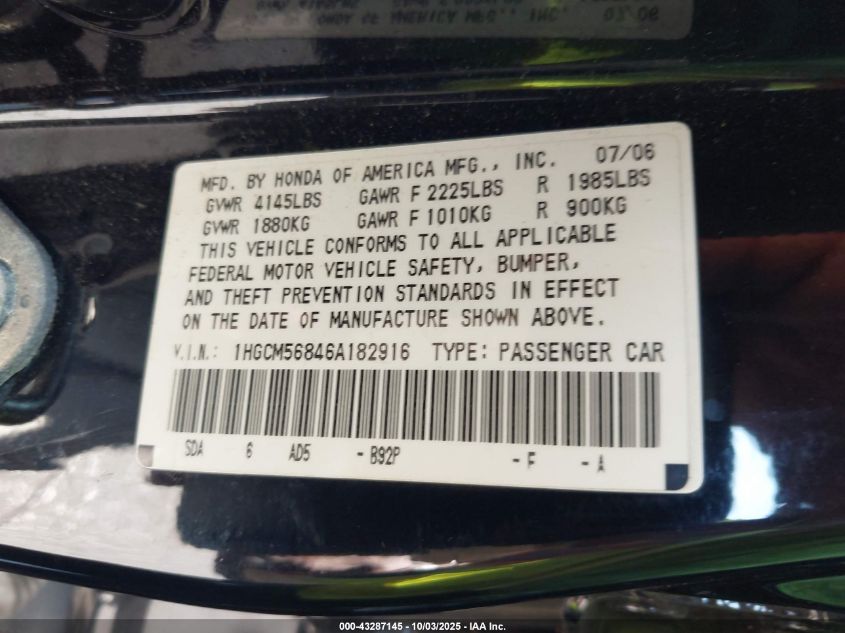 MFD. BY HONDA OF AMERICA MFG., INC. 07/06
GVWR 4145LBS GAWR F 2225LBS R 1985LBS
GVWR 1880KG GAWR F 1010KG R 900KG
THIS VEHICLE CONFORMS TO ALL APPLICABLE
FEDERAL MOTOR VEHICLE SAFETY, BUMPER,
AND THEFT PREVENTION STANDARDS IN EFFECT
ON THE DATE OF MANUFACTURE SHOWN ABOVE.
V.I.N.: 1HGCM56846A182916 TYPE: PASSENGER CAR
SDA 6 AD5 - B92P - F - A
000-43287145 - 10/03/2025 - IAA Inc.